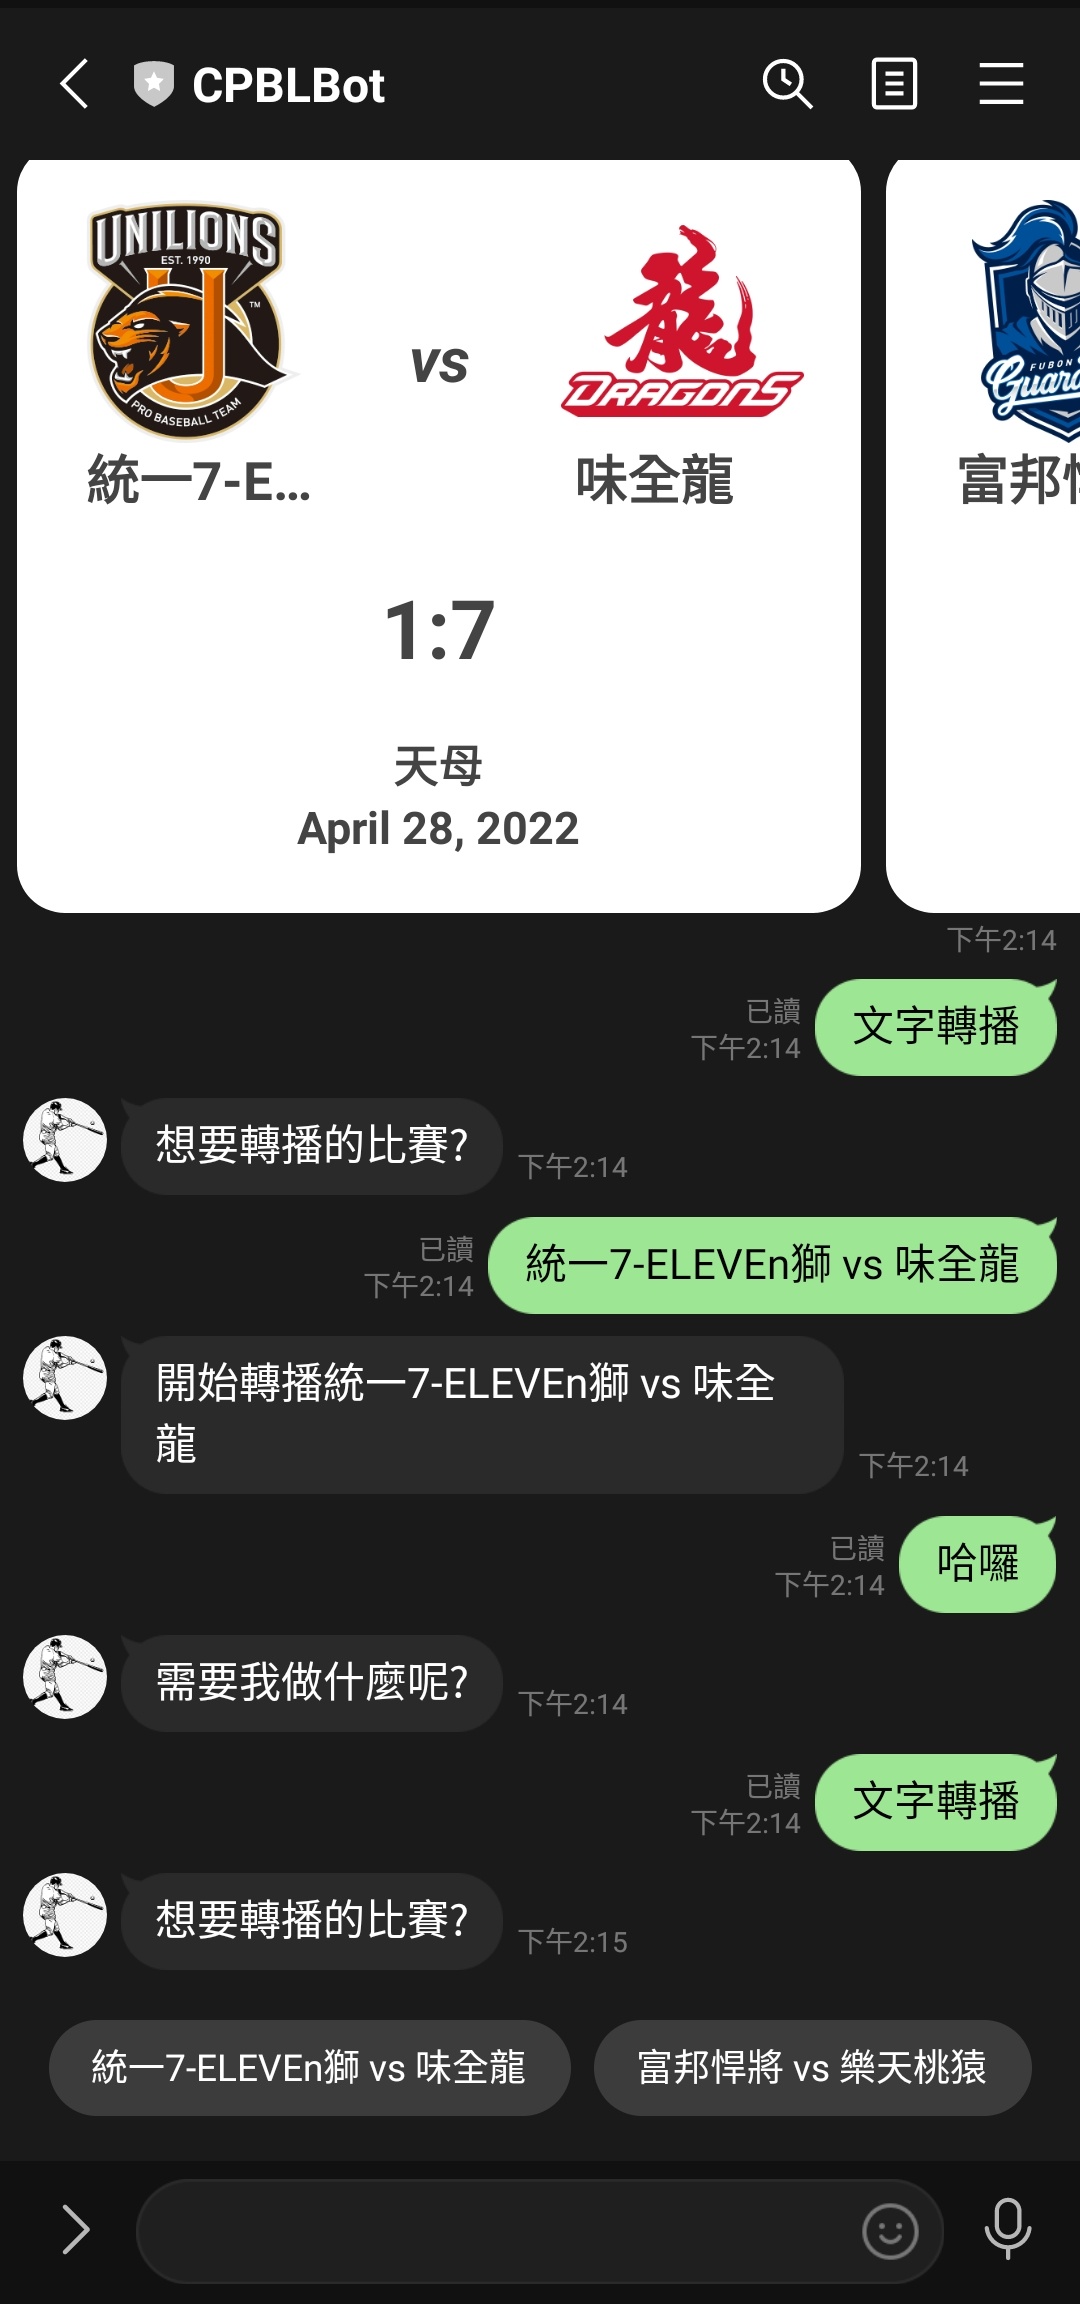 CPBLBot
UNILIONS
EST. 1990
TM
PRO BASEBALL TEAM
vs
龍
DRAGONS
FUBON
Guar
統一7-E...
味全龍
富邦悍
1:7
天母
April 28, 2022
下午2:14
已讀
下午2:14
文字轉播
想要轉播的比賽?
下午2:14
已讀
下午2:14
統一7-ELEVEn獅 vs 味全龍
開始轉播統一7-ELEVEn獅 vs 味全
龍
下午2:14
已讀
下午2:14
哈囉
需要我做什麼呢?
下午2:14
已讀
下午2:14
文字轉播
想要轉播的比賽?
下午2:15
統一7-ELEVEn獅 vs 味全龍
富邦悍將 vs 樂天桃猿